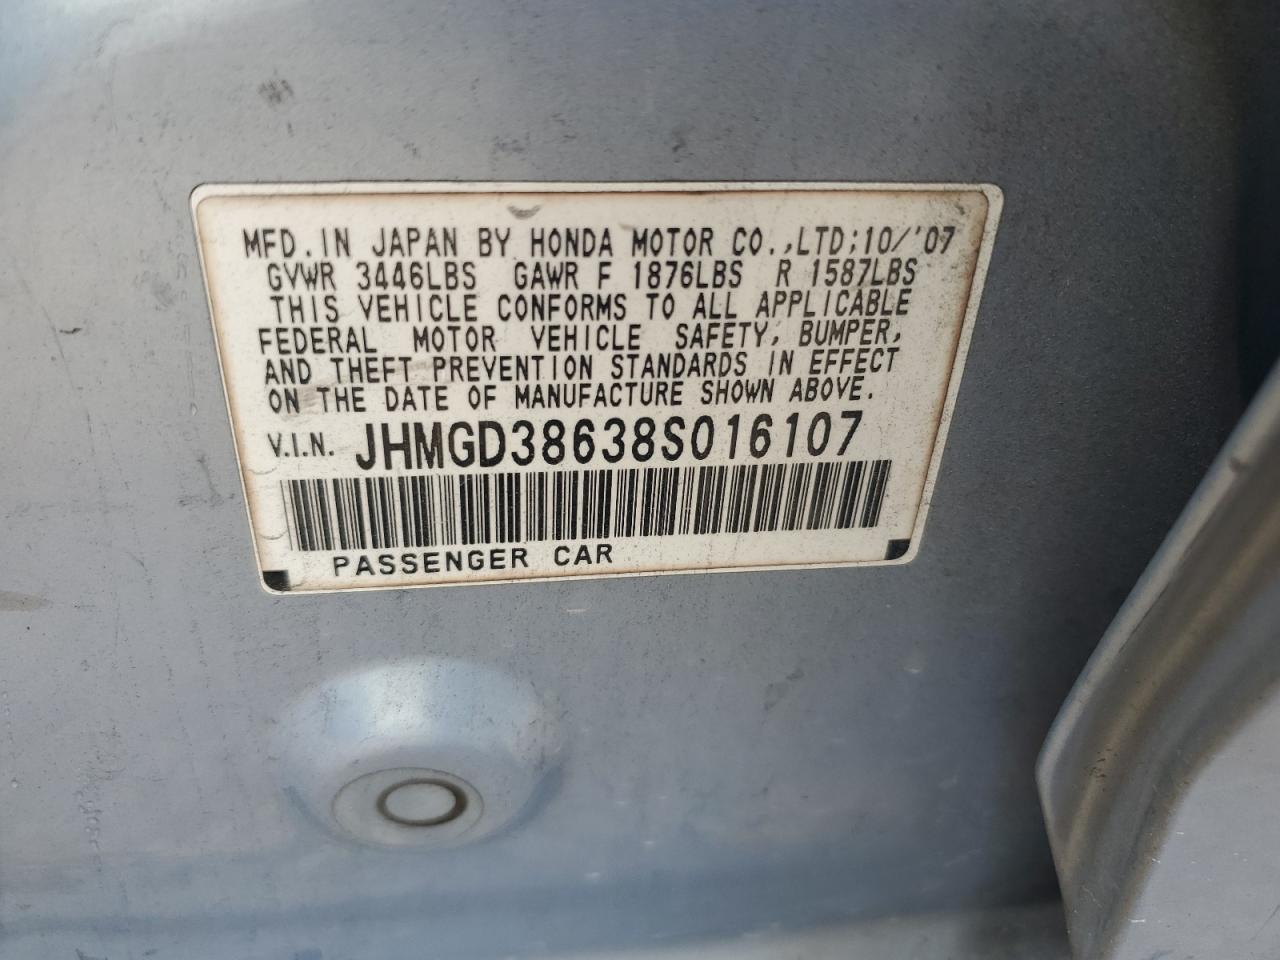 MFD. IN JAPAN BY HONDA MOTOR CO.,LTD;10/'07
GVWR 3446LBS GAWR F 1876LBS R 1587LBS
THIS VEHICLE CONFORMS TO ALL APPLICABLE
FEDERAL MOTOR VEHICLE SAFETY, BUMPER,
AND THEFT PREVENTION STANDARDS IN EFFECT
ON THE DATE OF MANUFACTURE SHOWN ABOVE.
V.I.N. JHMGD38638S016107
PASSENGER CAR